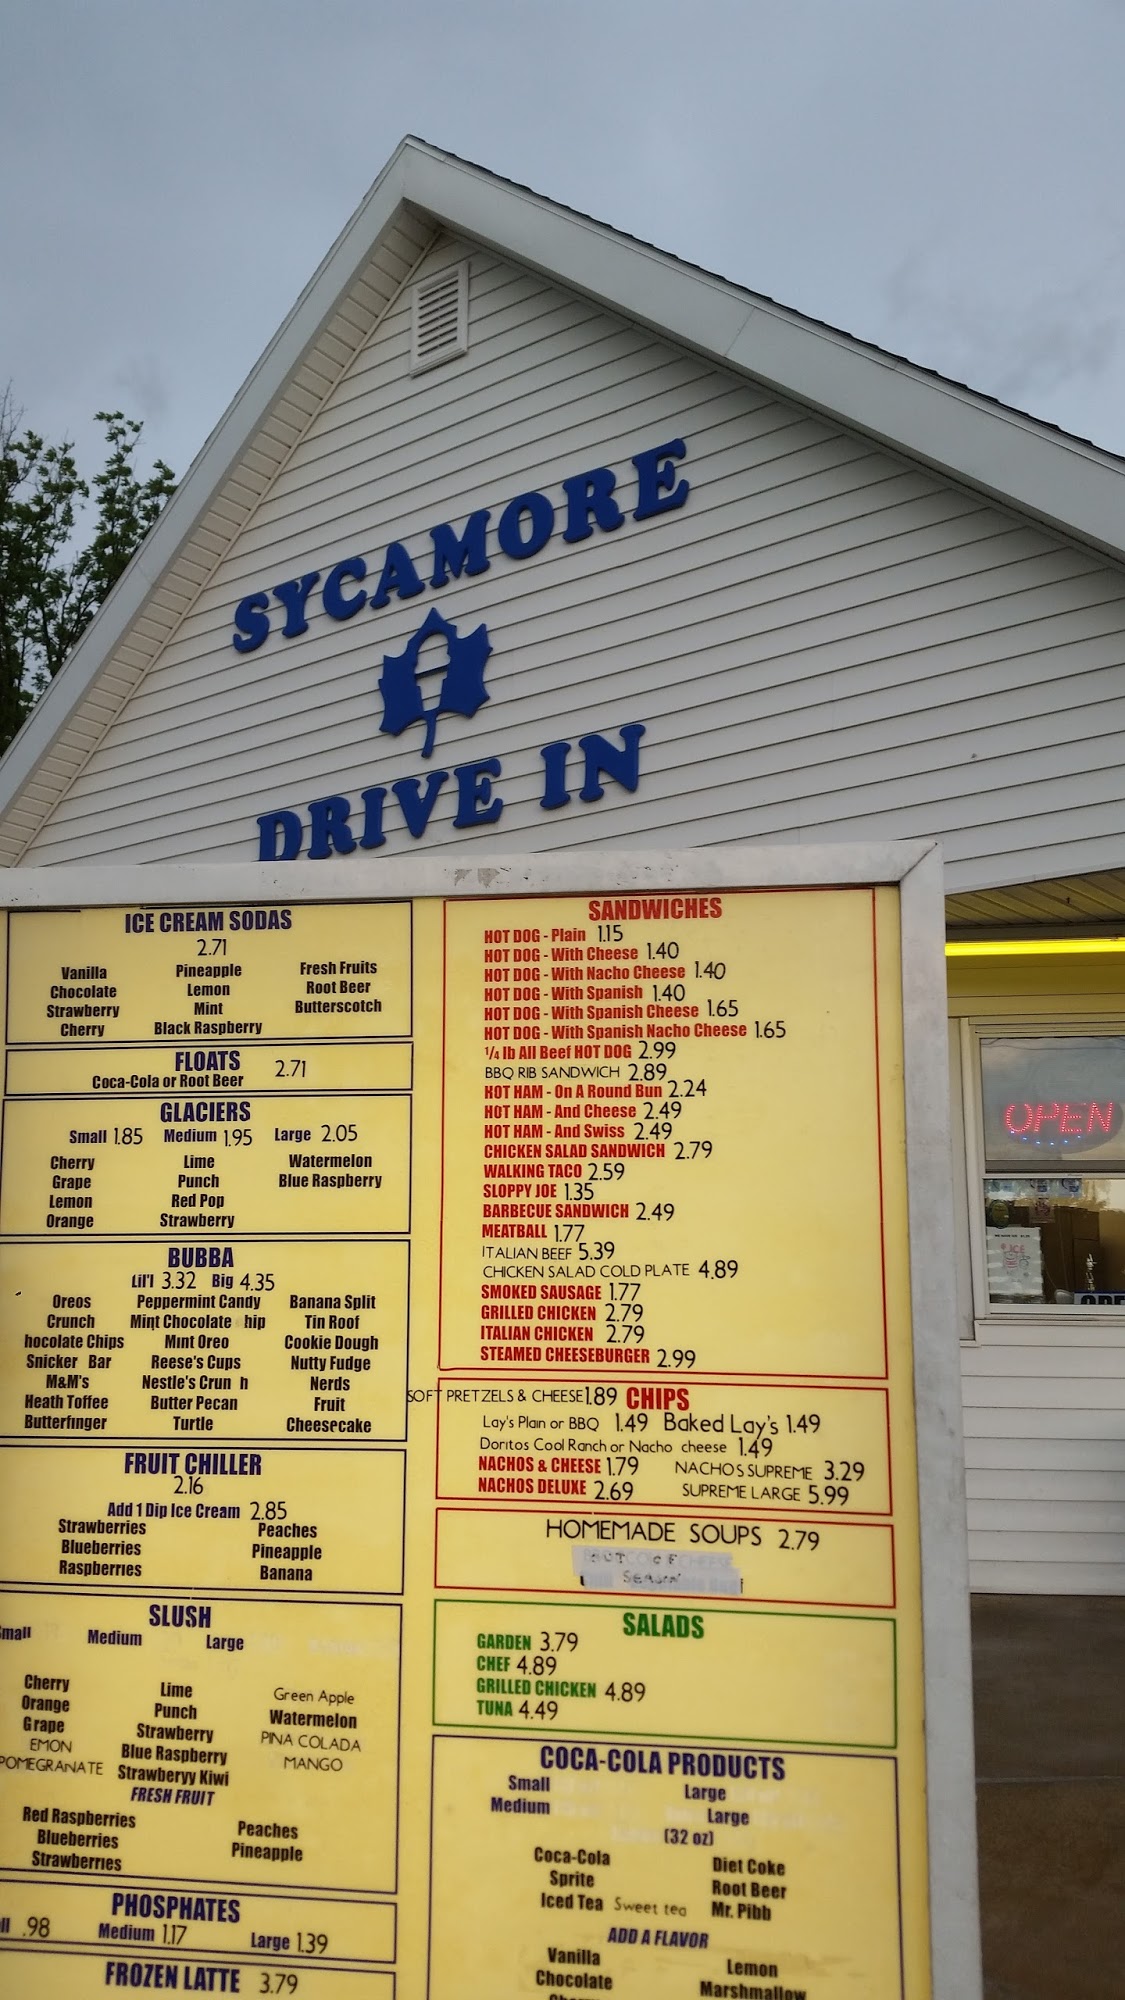 SYCAMORE
DRIVE IN
ICE CREAM SODAS
2.71
Vanilla Pineapple Fresh Fruits
Chocolate Lemon Root Beer
Strawberry Mint Butterscotch
Cherry Black Raspberry
FLOATS
Coca-Cola or Root Beer 2.71
GLACIERS
Small 1.85 Medium 1.95 Large 2.05
Cherry Lime Watermelon
Grape Punch Blue Raspberry
Lemon Red Pop
Orange Strawberry
BUBBA
Lil'l 3.32 Big 4.35
Oreos Peppermint Candy Banana Split
Crunch Mint Chocolate hip Tin Roof
hocolate Chips Mint Oreo Cookie Dough
Snicker Bar Reese's Cups Nutty Fudge
M&M's Nestle's Crun h Nerds
Heath Toffee Butter Pecan Fruit
Butterfinger Turtle Cheesecake
FRUIT CHILLER
2.16
Add 1 Dip Ice Cream 2.85
Strawberries Peaches
Blueberries Pineapple
Raspberries Banana
SLUSH
mall Medium Large
Cherry Lime Green Apple
Orange Punch Watermelon
Grape Strawberry PINA COLADA
EMON Blue Raspberry MANGO
POMEGRANATE Strawberyy Kiwi
FRESH FRUIT
Red Raspberries Peaches
Blueberries Pineapple
Strawberries
PHOSPHATES
ll .98 Medium 1.17 Large 1.39
FROZEN LATTE 3.79
SANDWICHES
HOT DOG - Plain 1.15
HOT DOG - With Cheese 1.40
HOT DOG - With Nacho Cheese 1.40
HOT DOG - With Spanish 1.40
HOT DOG - With Spanish Cheese 1.65
HOT DOG - With Spanish Nacho Cheese 1.65
1/4 lb All Beef HOT DOG 2.99
BBQ RIB SANDWICH 2.89
HOT HAM - On A Round Bun 2.24
HOT HAM - And Cheese 2.49
HOT HAM - And Swiss 2.49
CHICKEN SALAD SANDWICH 2.79
WALKING TACO 2.59
SLOPPY JOE 1.35
BARBECUE SANDWICH 2.49
MEATBALL 1.77
ITALIAN BEEF 5.39
CHICKEN SALAD COLD PLATE 4.89
SMOKED SAUSAGE 1.77
GRILLED CHICKEN 2.79
ITALIAN CHICKEN 2.79
STEAMED CHEESEBURGER 2.99
SOFT PRETZELS & CHEESE 1.89 CHIPS
Lay's Plain or BBQ 1.49 Baked Lay's 1.49
Doritos Cool Ranch or Nacho cheese 1.49
NACHOS & CHEESE 1.79 NACHOS SUPREME 3.29
NACHOS DELUXE 2.69 SUPREME LARGE 5.99
HOMEMADE SOUPS 2.79
OUT OF
SEASON
SALADS
GARDEN 3.79
CHEF 4.89
GRILLED CHICKEN 4.89
TUNA 4.49
COCA-COLA PRODUCTS
Small Large
Medium Large
(32 oz)
Coca-Cola Diet Coke
Sprite Root Beer
Iced Tea Sweet tea Mr. Pibb
ADD A FLAVOR
Vanilla Lemon
Chocolate Marshmallow
OPEN